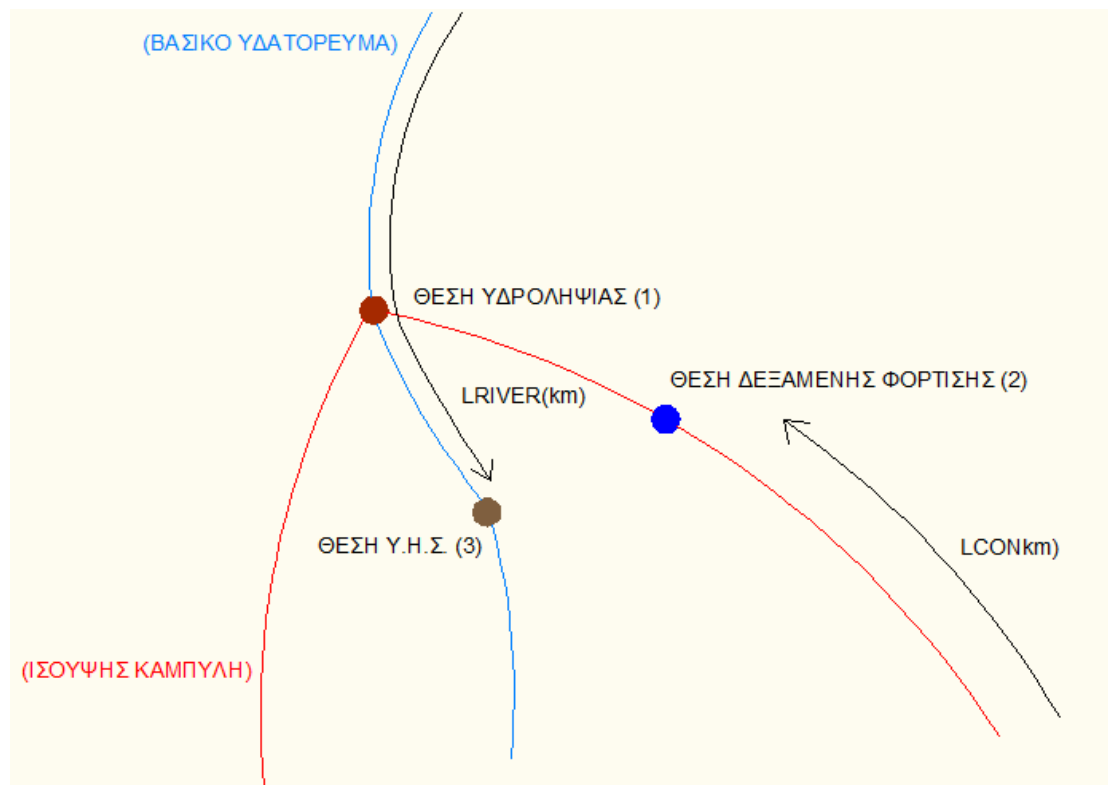 (ΒΑΣΙΚΟ ΥΔΑΤΟΡΕΥΜΑ)
ΘΕΣΗ ΥΔΡΟΛΗΨΙΑΣ (1)
ΘΕΣΗ ΔΕΞΑΜΕΝΗΣ ΦΟΡΤΙΣΗΣ (2)
LRIVER(km)
ΘΕΣΗ Υ.Η.Σ. (3)
LCONkm)
(ΙΣΟΥΨΗΣ ΚΑΜΠΥΛΗ)